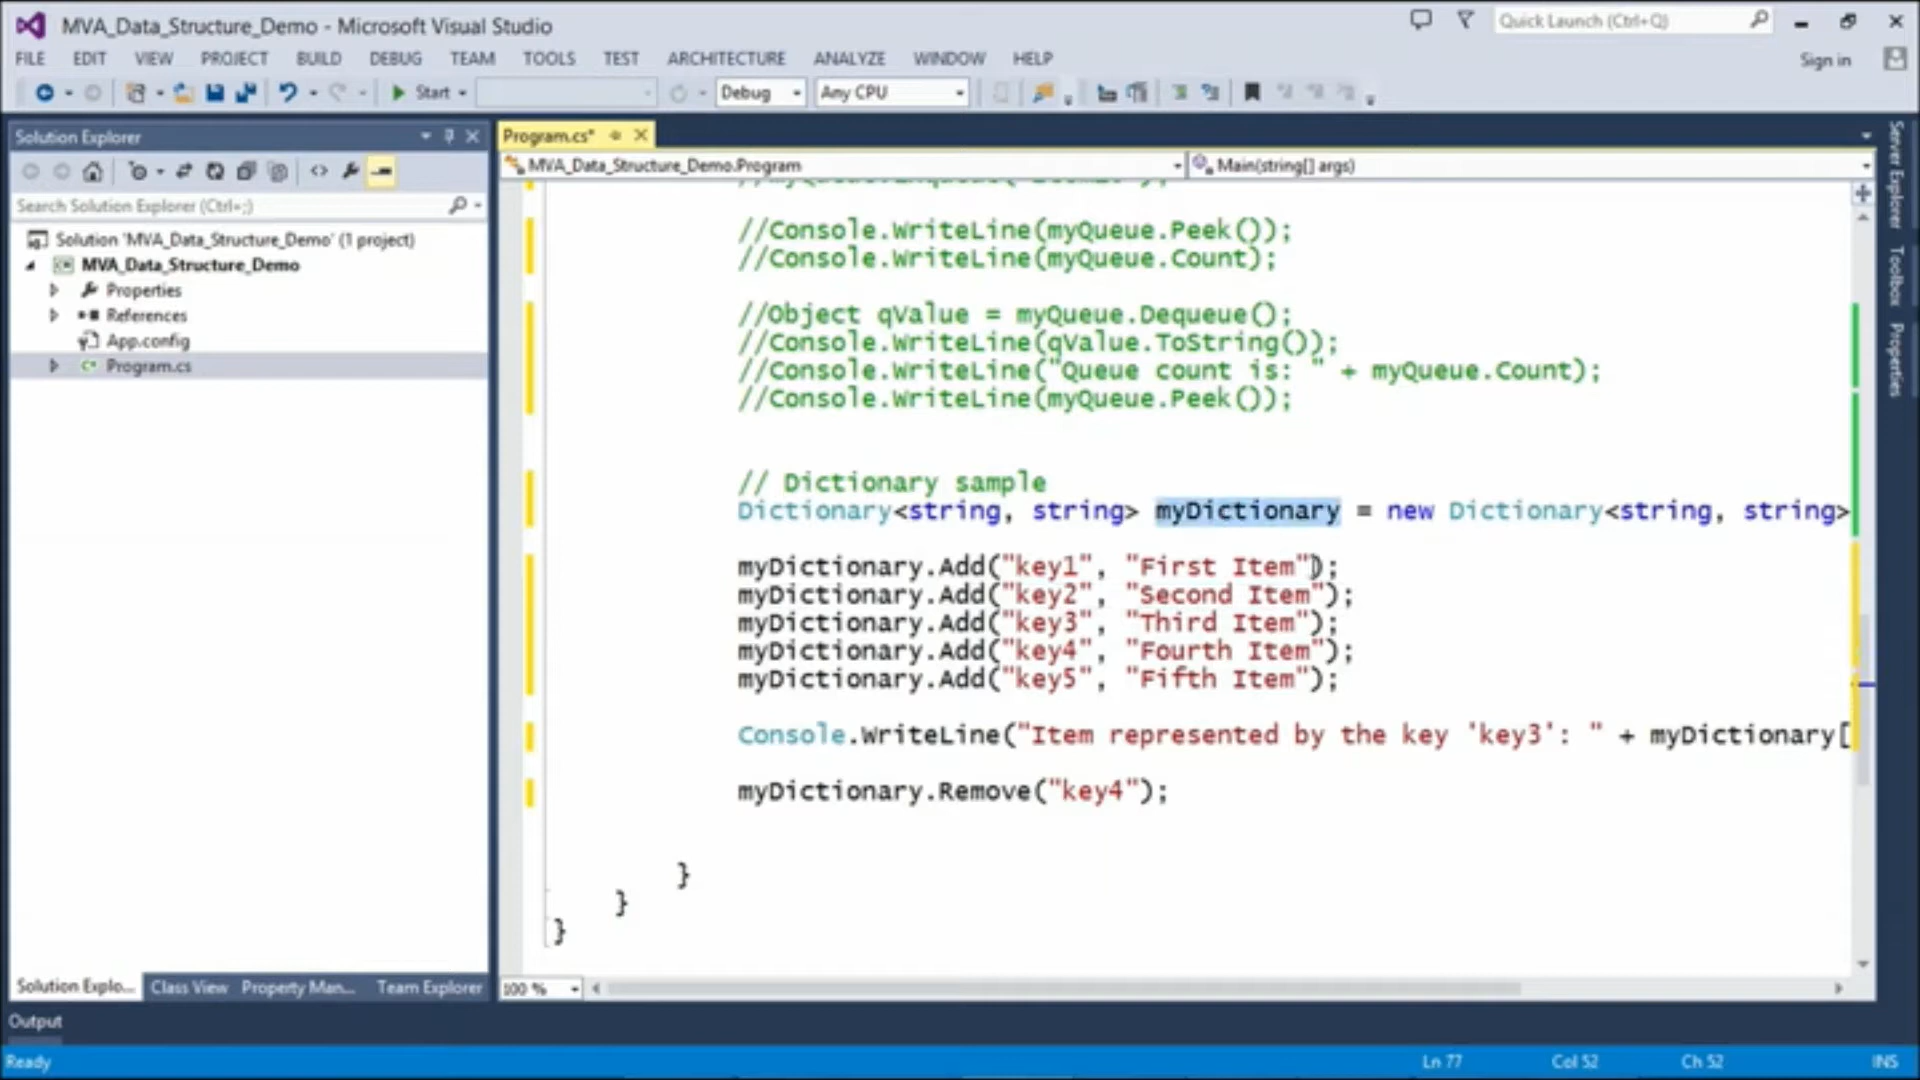 MVA_Data_Structure_Demo - Microsoft Visual Studio
Quick Launch (Ctrl+Q)
FILE EDIT VIEW PROJECT BUILD DEBUG TEAM TOOLS TEST ARCHITECTURE ANALYZE WINDOW HELP
Sign in
Start
Debug
Any CPU
Solution Explorer
Search Solution Explorer (Ctrl+;)
Solution 'MVA_Data_Structure_Demo' (1 project)
MVA_Data_Structure_Demo
Properties
References
App.config
Program.cs
Solution Explo... Class View Property Man... Team Explorer
Program.cs*
MVA_Data_Structure_Demo.Program
Main(string[] args)
//Console.WriteLine(myQueue.Peek());
//Console.WriteLine(myQueue.Count);
//Object qValue = myQueue.Dequeue();
//Console.WriteLine(qValue.ToString());
//Console.WriteLine("Queue count is: " + myQueue.Count);
//Console.WriteLine(myQueue.Peek());
// Dictionary sample
Dictionary<string, string> myDictionary = new Dictionary<string, string>
myDictionary.Add("key1", "First Item");
myDictionary.Add("key2", "Second Item");
myDictionary.Add("key3", "Third Item");
myDictionary.Add("key4", "Fourth Item");
myDictionary.Add("key5", "Fifth Item");
Console.WriteLine("Item represented by the key 'key3': " + myDictionary[
myDictionary.Remove("key4");
}
}
}
100 %
Server Explorer
Toolbox
Properties
Output
Ready
Ln 77
Col 52
Ch 52
INS